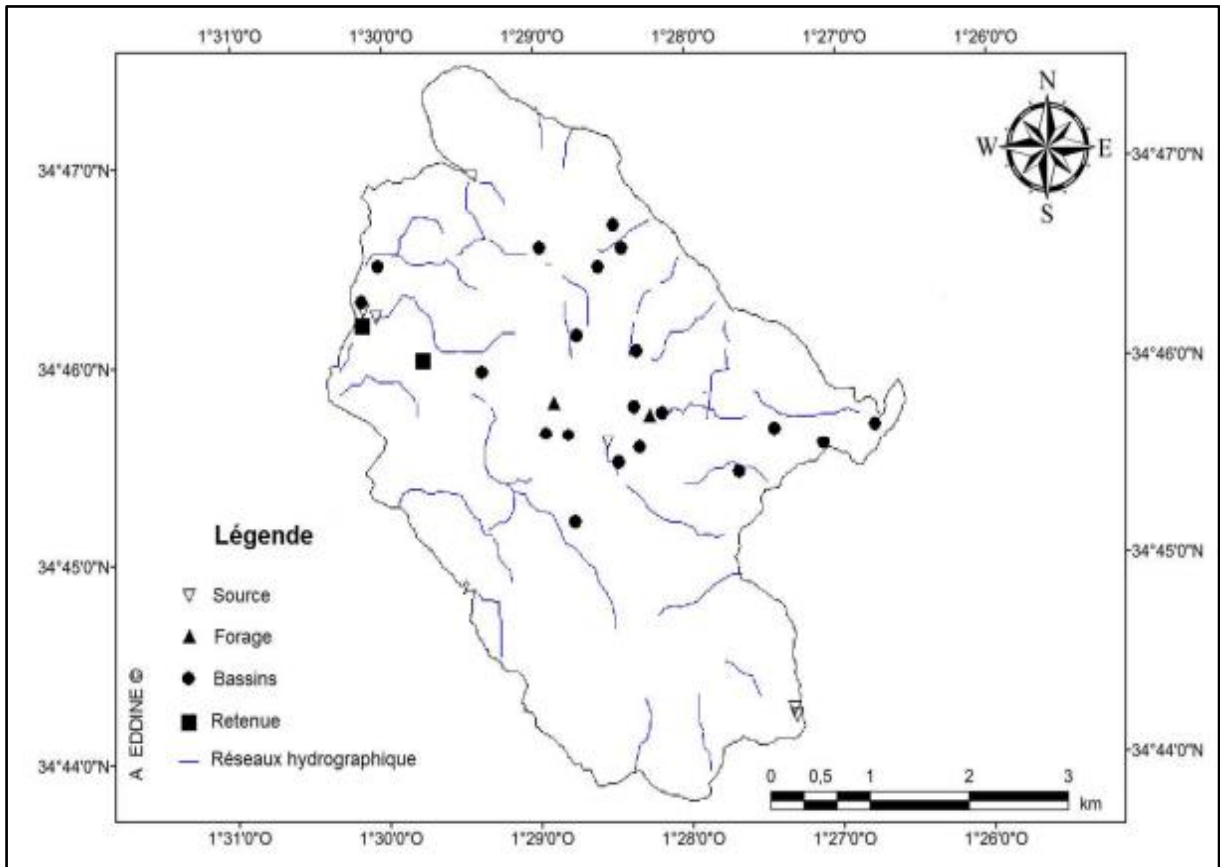 1°31'0"O 1°30'0"O 1°29'0"O 1°28'0"O 1°27'0"O 1°26'0"O
N
W E
S
34°47'0"N 34°47'0"N
34°46'0"N 34°46'0"N
34°45'0"N 34°45'0"N
34°44'0"N 34°44'0"N
Légende
Source
Forage
Bassins
Retenue
Réseaux hydrographique
A EDDINE ©
0 0,5 1 2 3
km
1°31'0"O 1°30'0"O 1°29'0"O 1°28'0"O 1°27'0"O 1°26'0"O